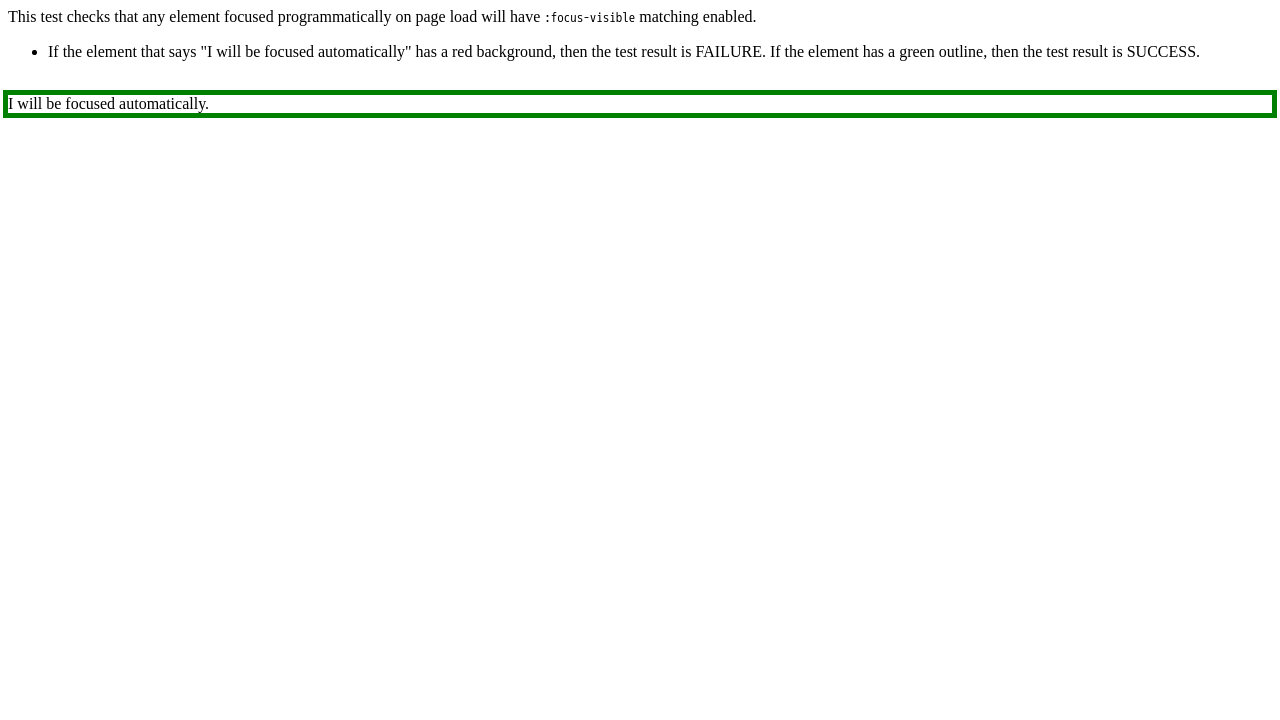 This test checks that any element focused programmatically on page load will have :focus-visible matching enabled.
If the element that says "I will be focused automatically" has a red background, then the test result is FAILURE. If the element has a green outline, then the test result is SUCCESS.
I will be focused automatically.